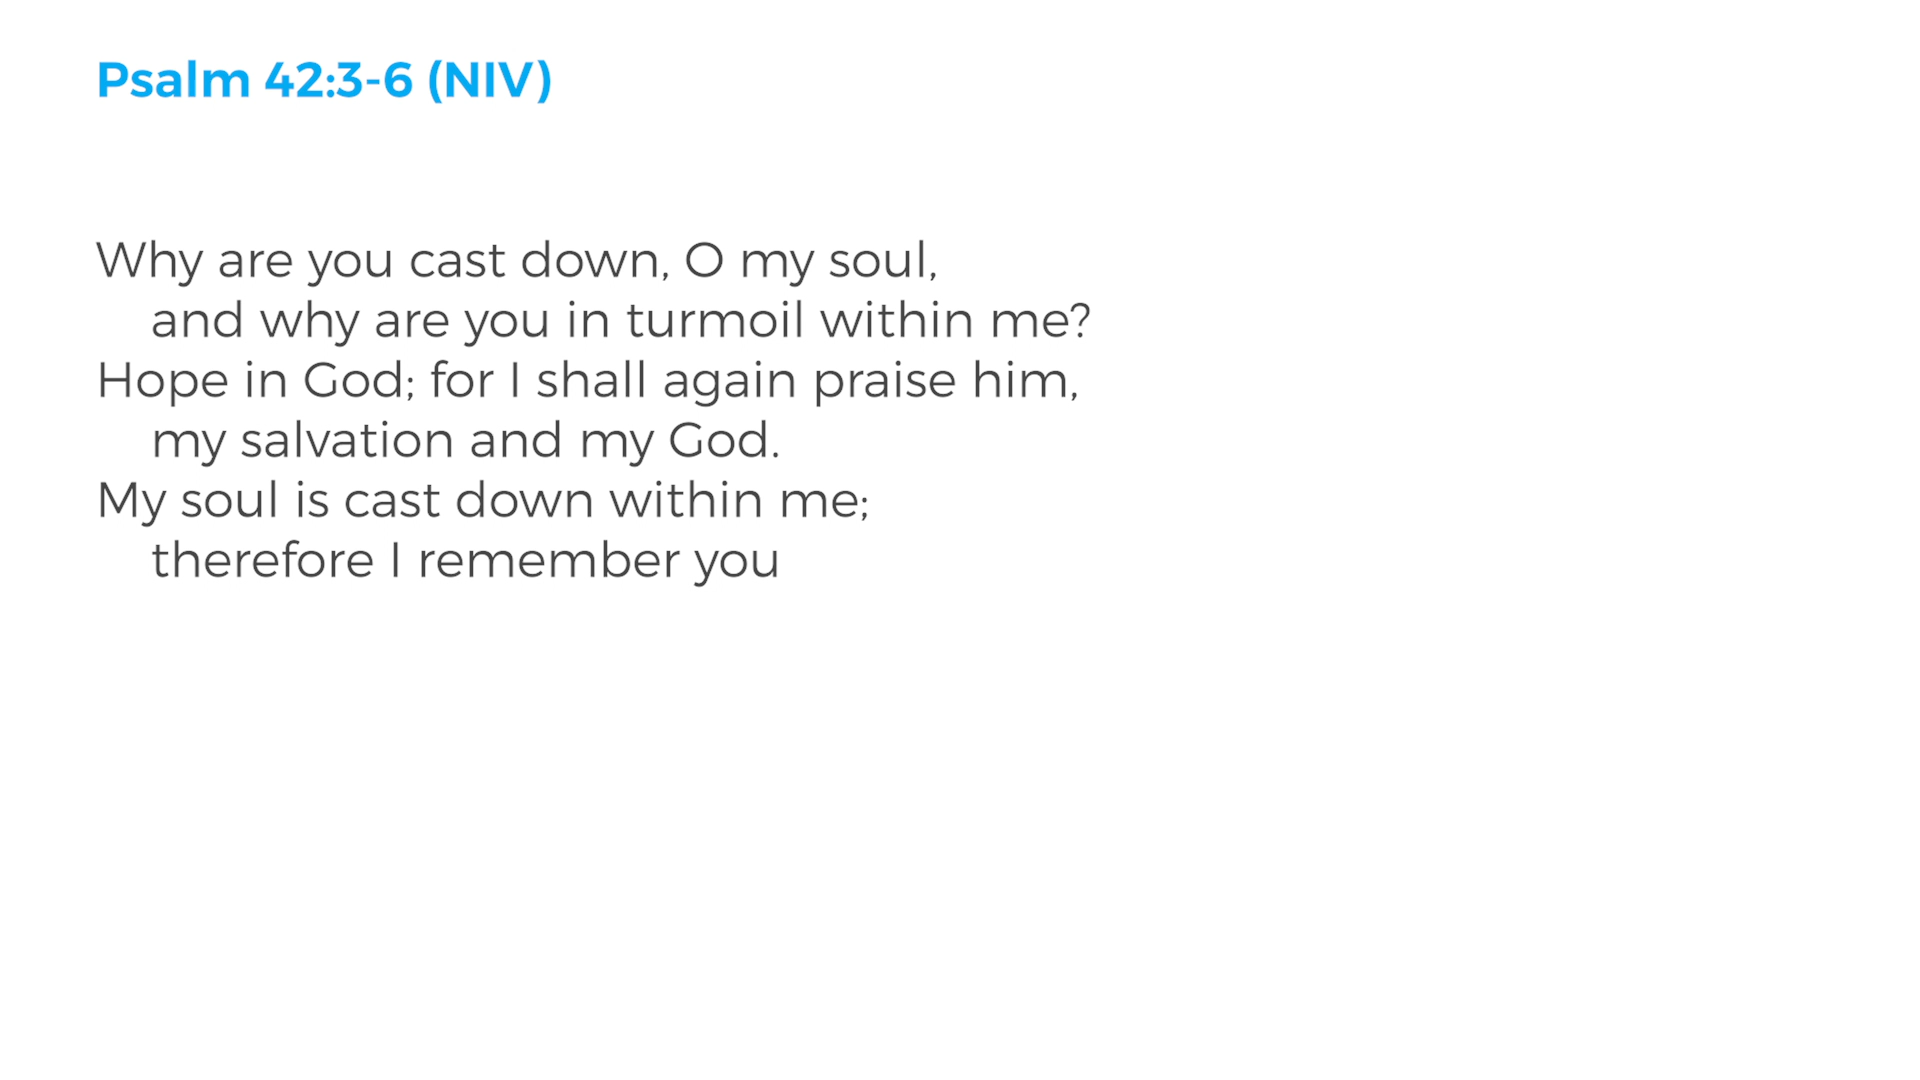 Psalm 42:3-6 (NIV)
Why are you cast down, O my soul,
and why are you in turmoil within me?
Hope in God; for I shall again praise him,
my salvation and my God.
My soul is cast down within me;
therefore I remember you